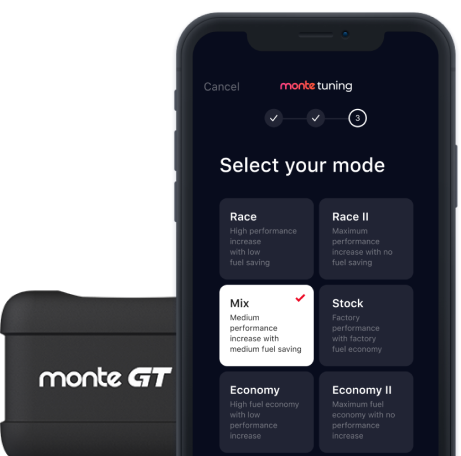 Cancel
monte tuning
3
Select your mode
Race
High performance
increase
with low
fuel saving
Race II
Maximum
performance
increase with no
fuel saving
Mix
Medium
performance
increase with
medium fuel saving
Stock
Factory
performance
with factory
fuel economy
Economy
High fuel economy
with low
performance
increase
Economy II
Maximum fuel
economy with no
performance
increase
monte GT